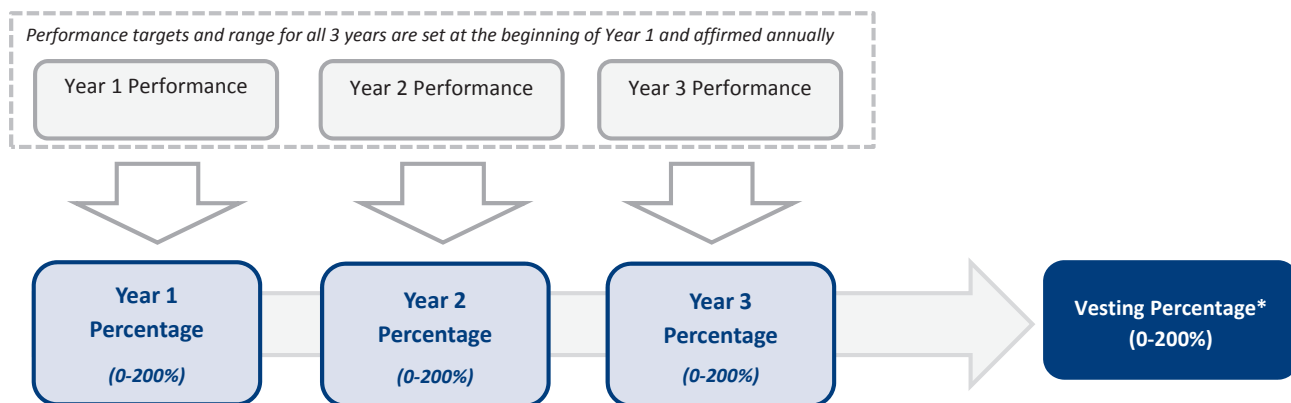 Performance targets and range for all 3 years are set at the beginning of Year 1 and affirmed annually
Year 1 Performance
Year 2 Performance
Year 3 Performance
Year 1
Percentage
(0-200%)
Year 2
Percentage
(0-200%)
Year 3
Percentage
(0-200%)
Vesting Percentage*
(0-200%)